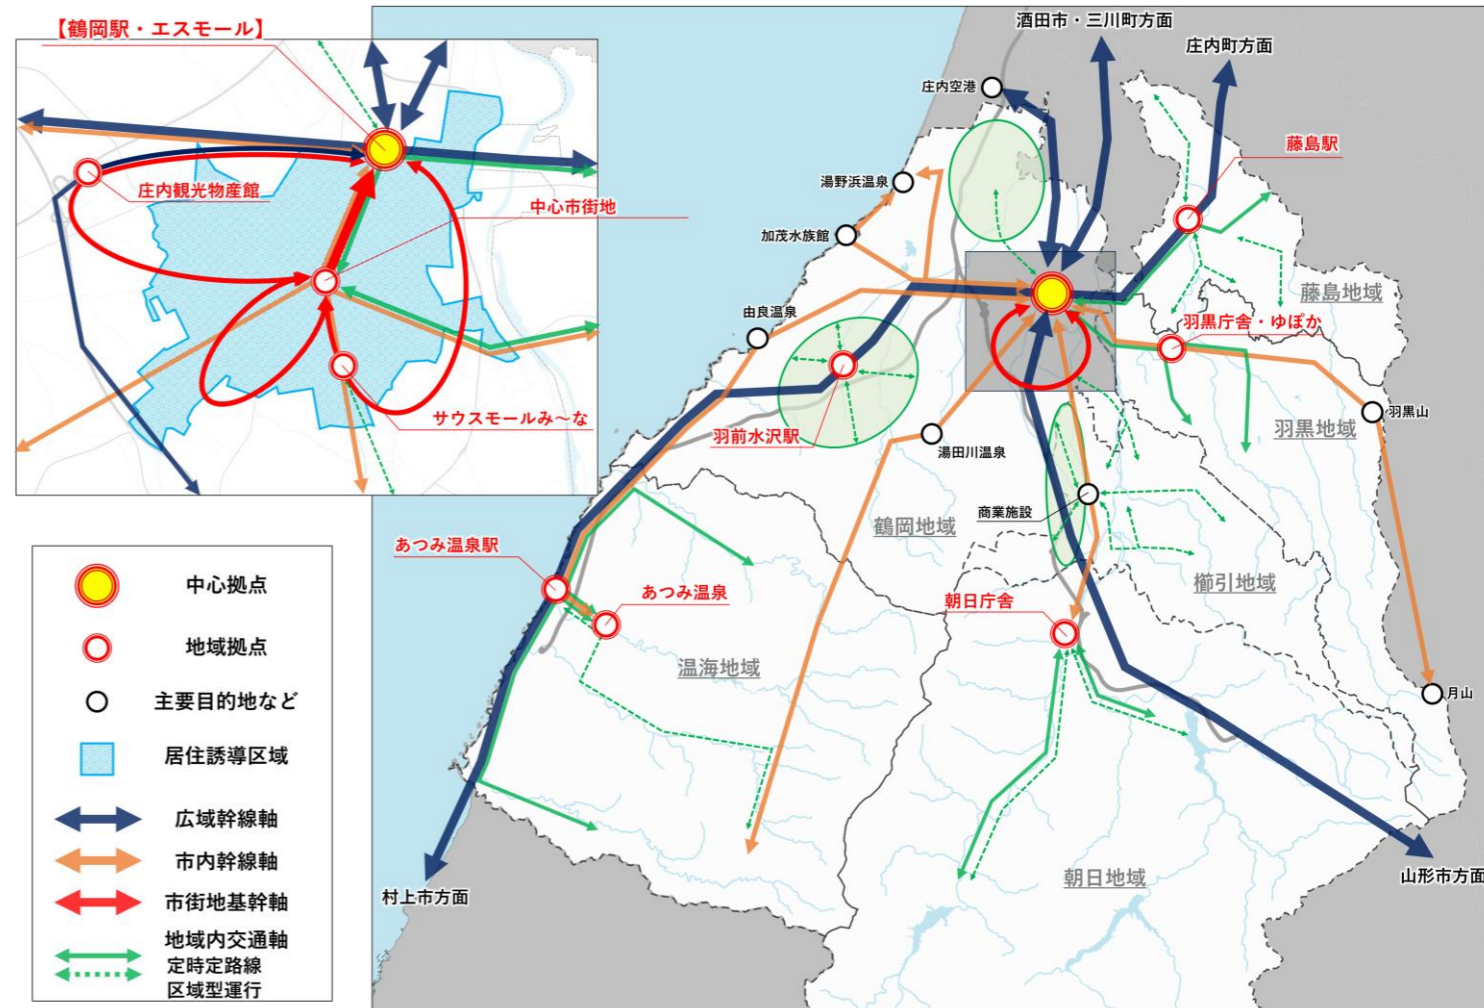 【鶴岡駅・エスモール】
庄内観光物産館
中心市街地
サウスモールみ～な
中心拠点
地域拠点
主要目的地など
居住誘導区域
広域幹線軸
市内幹線軸
市街地基幹軸
地域内交通軸
定時定路線
区域型運行
酒田市・三川町方面
庄内町方面
庄内空港
藤島駅
湯野浜温泉
加茂水族館
藤島地域
由良温泉
羽黒庁舎・ゆぽか
羽黒山
羽黒地域
羽前水沢駅
湯田川温泉
商業施設
鶴岡地域
あつみ温泉駅
櫛引地域
あつみ温泉
朝日庁舎
温海地域
月山
朝日地域
山形市方面
村上市方面